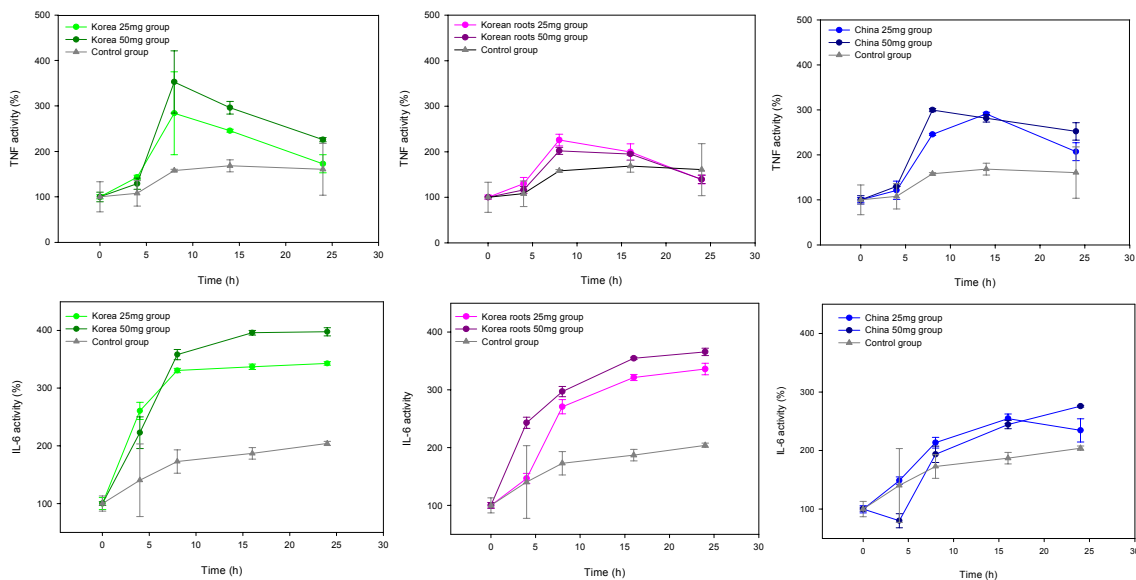 Korea 25mg group
Korea 50mg group
Control group
TNF activity (%)
500
400
300
200
100
0
0 5 10 15 20 25 30
Time (h)
Korean roots 25mg group
Korean roots 50mg group
Control group
TNF activity (%)
500
400
300
200
100
0
0 5 10 15 20 25 30
Time (h)
China 25mg group
China 50mg group
Control group
TNF activity (%)
500
400
300
200
100
0
0 5 10 15 20 25 30
Time (h)
Korea 25mg group
Korea 50mg group
Control group
IL-6 activity (%)
400
300
200
100
0 5 10 15 20 25 30
Time (h)
Korea roots 25mg group
Korea roots 50mg group
Control group
IL-6 activity
400
300
200
100
0 5 10 15 20 25 30
Time (h)
China 25mg group
China 50mg group
Control group
IL-6 activity (%)
400
300
200
100
0 5 10 15 20 25 30
Time (h)